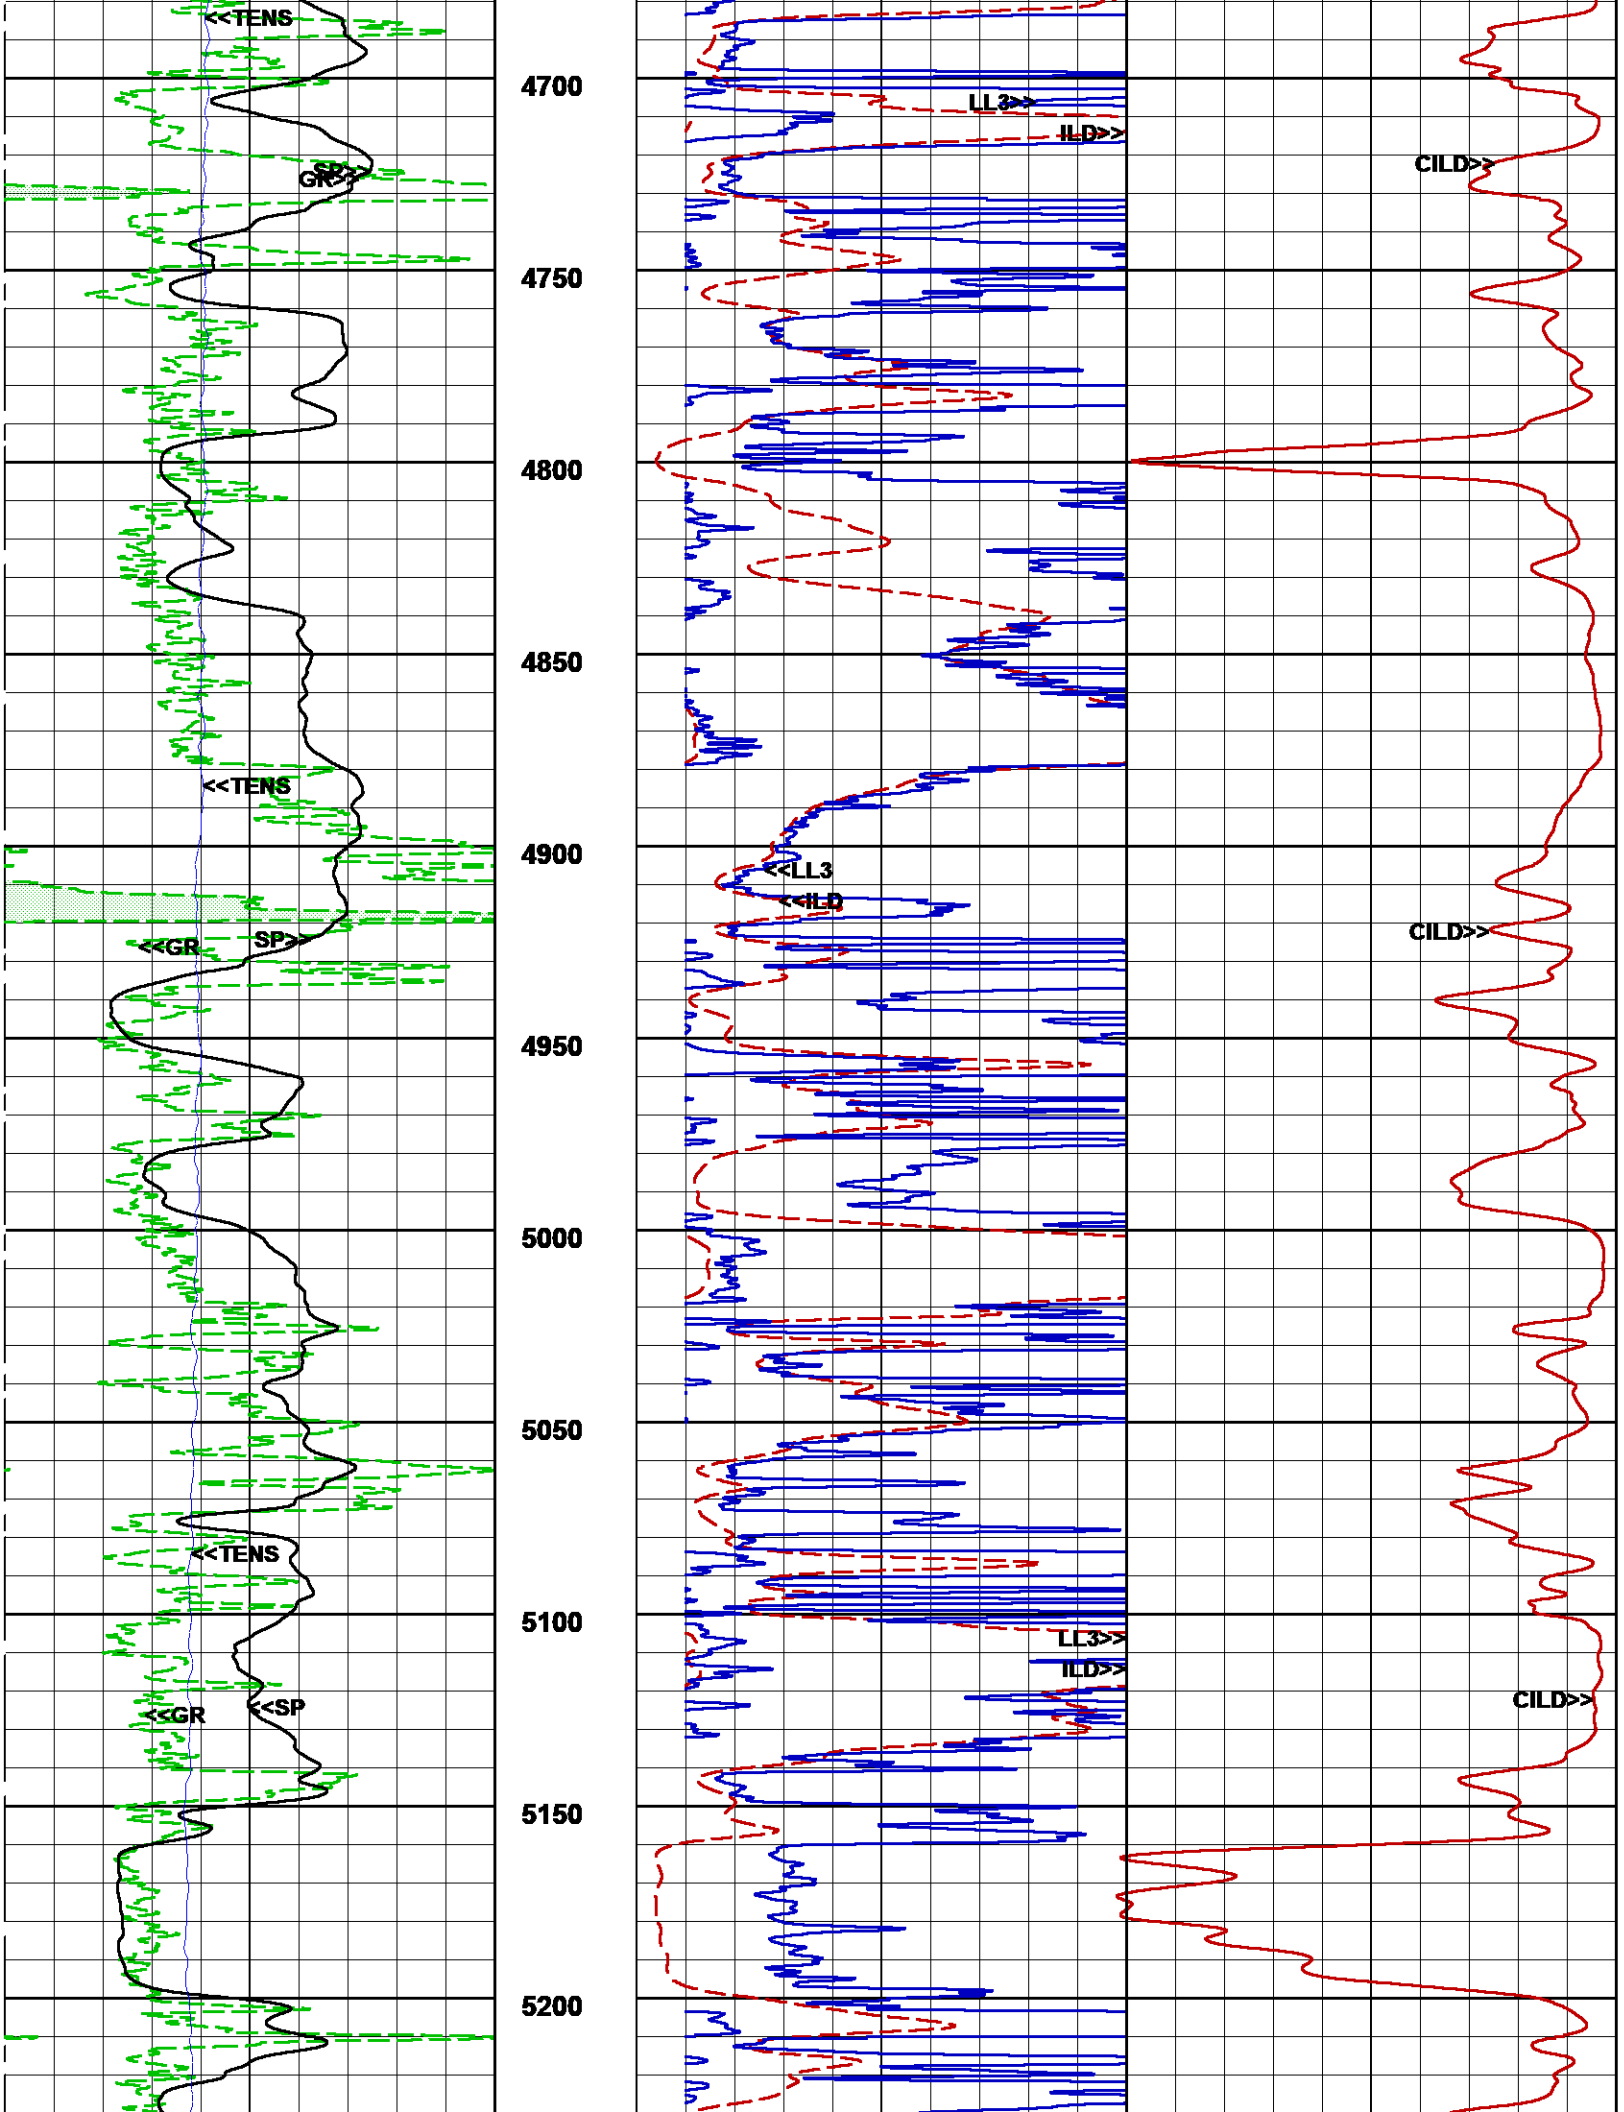 <<TENS
4700
LL3>>
ILD>>
CILD>>
SP>>
GR>>
4750
4800
4850
<<TENS
4900
<<LL3
<<ILD
CILD>>
SP>>
<<GR
4950
5000
5050
<<TENS
5100
LL3>>
ILD>>
CILD>>
<<SP
<<GR
5150
5200